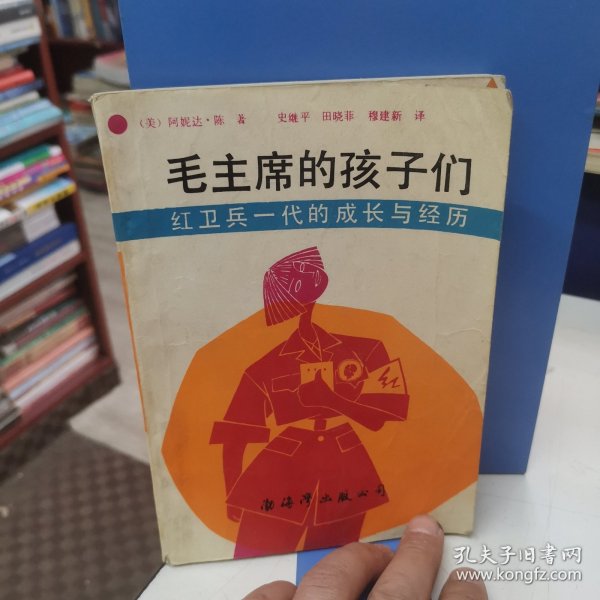 （美）阿妮达·陈 著 史继平 田晓菲 穆建新 译
毛主席的孩子们
红卫兵一代的成长与经历
红
渤海湾出版公司
孔夫子旧书网
www.kongfz.com